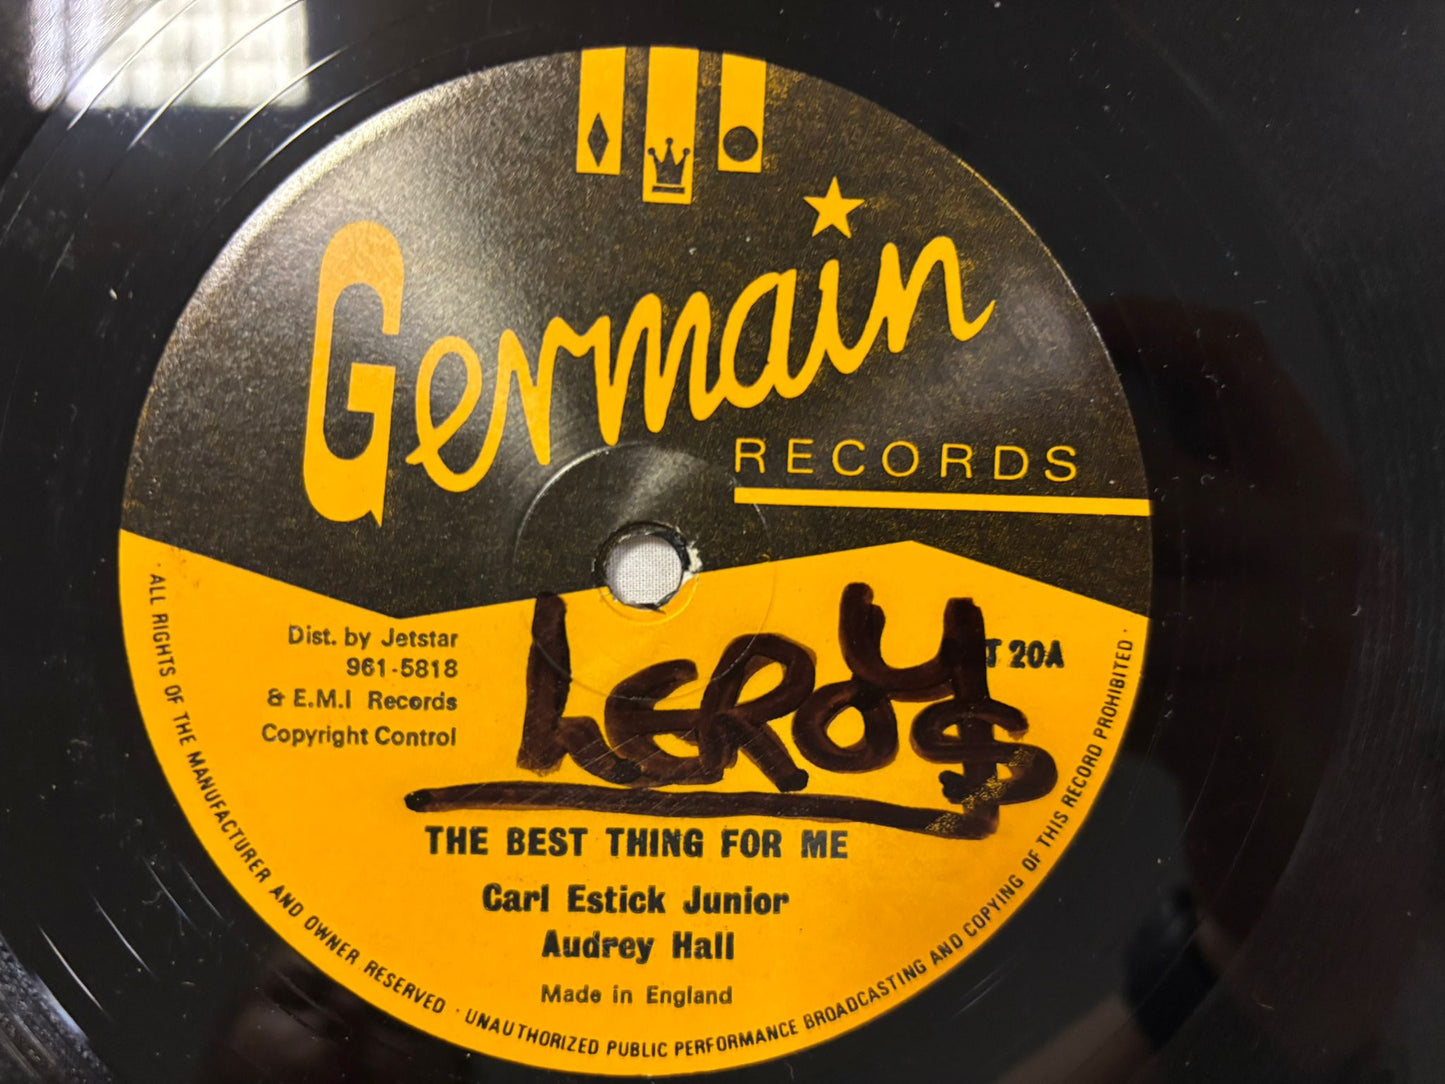 Germain
RECORDS
Dist. by Jetstar
961-5818
& E.M.I Records
Copyright Control
LEROYS
T 20A
THE BEST THING FOR ME
Carl Estick Junior
Audrey Hall
Made in England
· ALL RIGHTS OF THE MANUFACTURER AND OWNER RESERVED · UNAUTHORIZED PUBLIC PERFORMANCE BROADCASTING AND COPYING OF THIS RECORD PROHIBITED ·